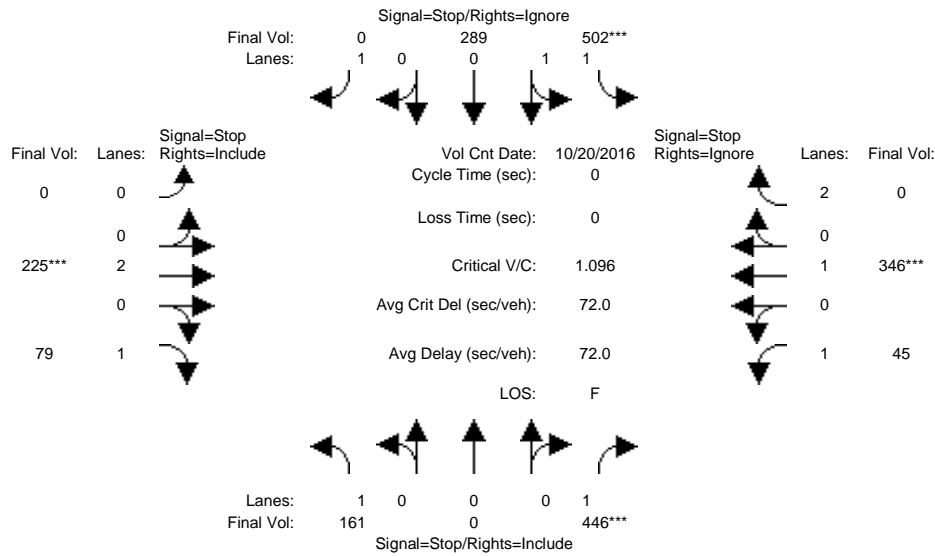 Signal=Stop/Rights=Ignore
Final Vol: 0 289 502***
Lanes: 1 0 0 1 1
Signal=Stop
Final Vol: Lanes: Rights=Include
Vol Cnt Date: 10/20/2016
Signal=Stop
Rights=Ignore Lanes: Final Vol:
Cycle Time (sec): 0
0 0
2 0
Loss Time (sec): 0
0
0
225*** 2
Critical V/C: 1.096
1 346***
0
Avg Crit Del (sec/veh): 72.0
0
79 1
Avg Delay (sec/veh): 72.0
1 45
LOS: F
Lanes: 1 0 0 0 1
Final Vol: 161 0 446***
Signal=Stop/Rights=Include